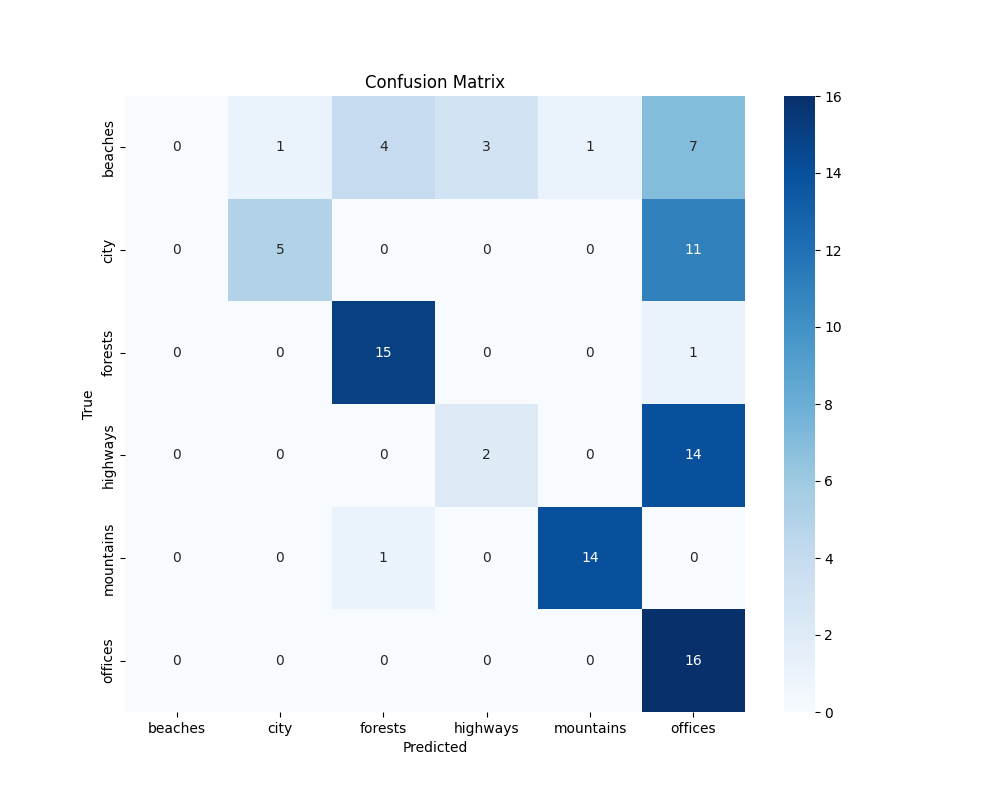 Confusion Matrix
True
beaches 0 1 4 3 1 7
city 0 5 0 0 0 11
forests 0 0 15 0 0 1
highways 0 0 0 2 0 14
mountains 0 0 1 0 14 0
offices 0 0 0 0 0 16
beaches city forests highways mountains offices
Predicted
16
14
12
10
8
6
4
2
0